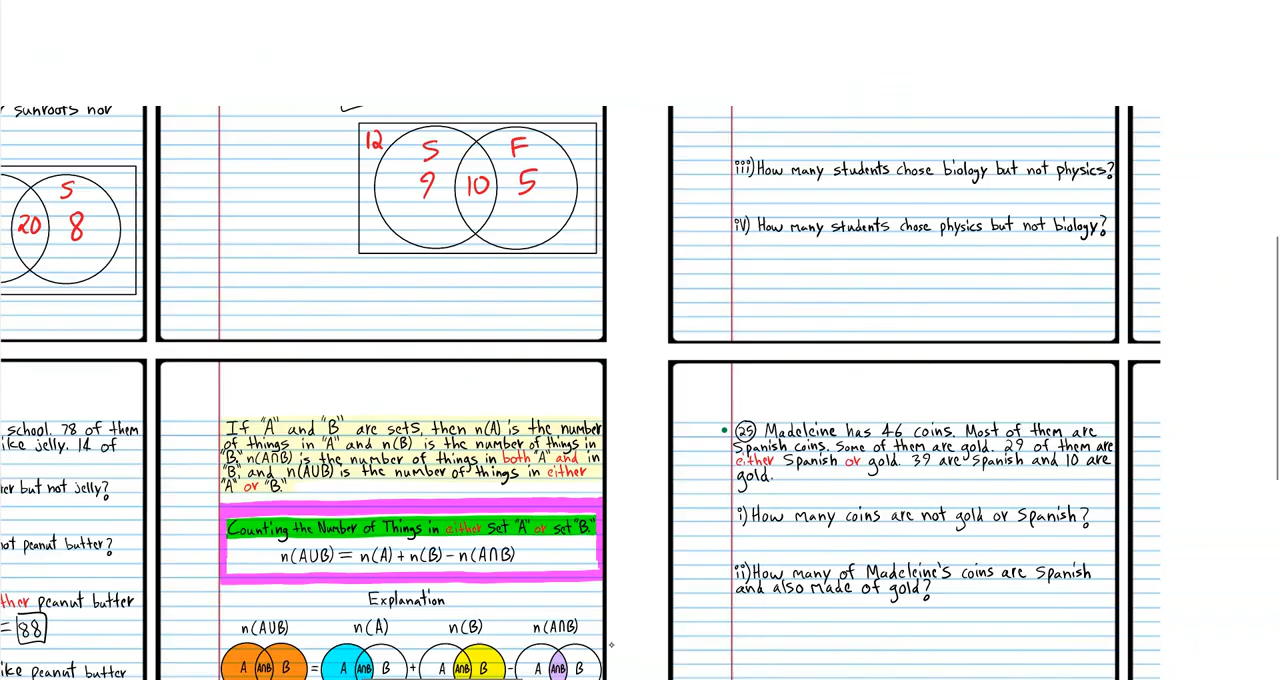 sunroofs nor
S
20 8
12
S F
9 10 5
iii) How many students chose biology but not physics?
iv) How many students chose physics but not biology?
school. 78 of them
ike jelly. 14 of
er but not jelly?
not peanut butter?
ther peanut butter
= 88
ike peanut butter
If "A" and "B" are sets, then n(A) is the number
of things in "A" and n(B) is the number of things in
"B." n(A∩B) is the number of things in both "A" and in
"B," and n(A∪B) is the number of things in either
"A" or "B."
Counting the Number of Things in either Set "A" or set "B."
n(A∪B) = n(A) + n(B) - n(A∩B)
Explanation
n(A∪B) n(A) n(B) n(A∩B)
A A∩B B = A A∩B B + A A∩B B - A A∩B B
25 Madeleine has 46 coins. Most of them are
Spanish coins. Some of them are gold. 29 of them are
either Spanish or gold. 39 are Spanish and 10 are
gold.
i) How many coins are not gold or Spanish?
ii) How many of Madeleine's coins are Spanish
and also made of gold?